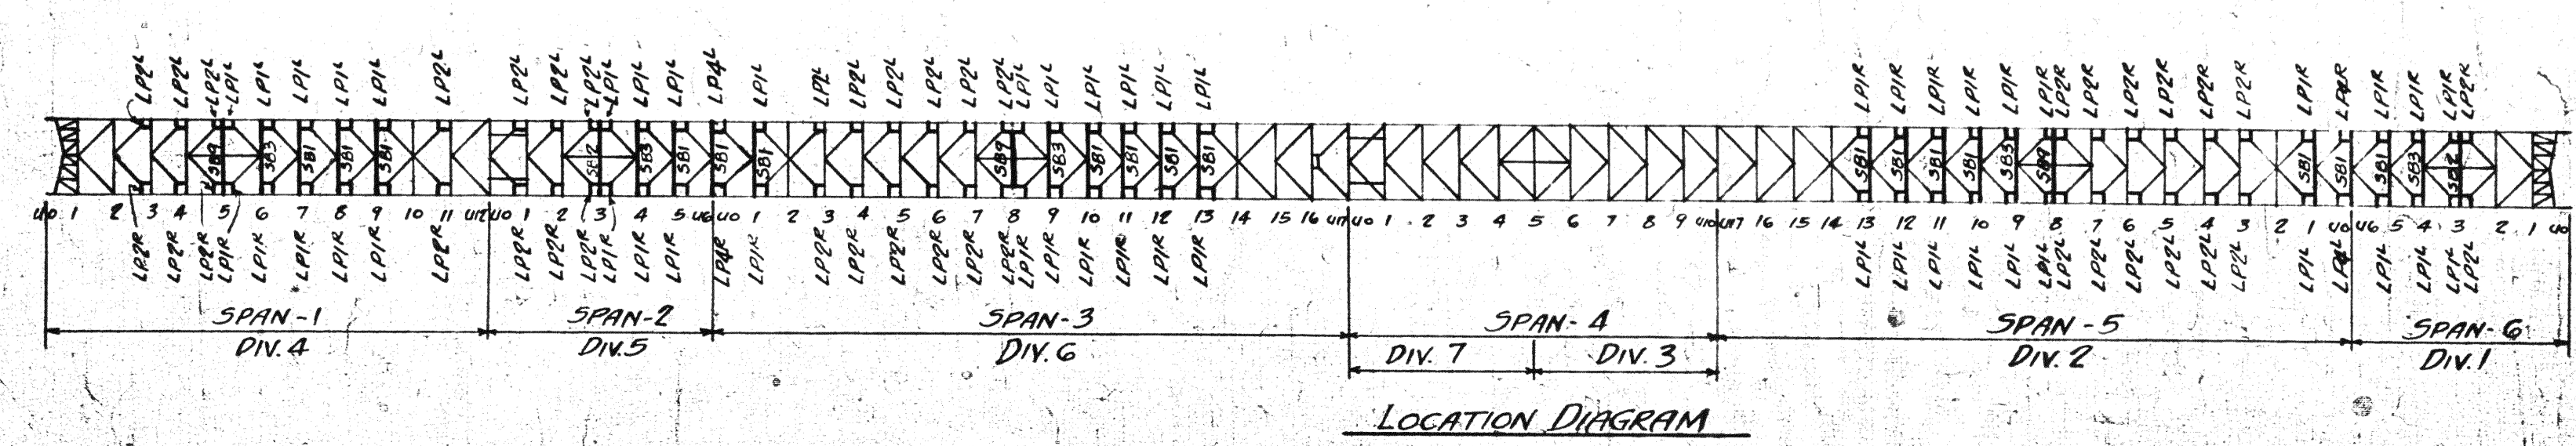 LP2L LP2L LP2L LP1L LP1L LP1L LP1L LP1L LP2L LP2L LP2L LP2L LP1L LP1L LP1L LP4L LP1L LP2L LP2L LP2L LP2L LP2L LP1L LP1L LP1L LP1L LP1L LP1R LP1R LP1R LP1R LP1R LP1R LP2R LP2R LP2R LP2R LP2R LP2R LP1R LP1R LP1R LP1R LP2R
SB9 SB3 SB1 SB1 SB1 SB12 SB3 SB1 SB1 SB1 SB9 SB3 SB1 SB1 SB1 SB1 SB1 SB1 SB1 SB1 SB3 SB9 SB1 SB1 SB1 SB3 SB12
U0 1 2 3 4 5 6 7 8 9 10 11 U12 U0 1 2 3 4 5 U6 U0 1 2 3 4 5 6 7 8 9 10 11 12 13 14 15 16 U17 U0 1 2 3 4 5 6 7 8 9 U10 U17 16 15 14 13 12 11 10 9 8 7 6 5 4 3 2 1 U0 U6 5 4 3 2 1 U0
LP2R LP2R LP2R LP1R LP1R LP1R LP1R LP1R LP2R LP2R LP2R LP2R LP1R LP1R LP1R LP4R LP1R LP2R LP2R LP2R LP2R LP2R LP2R LP1R LP1R LP1R LP1R LP1R LP1R LP1L LP1L LP1L LP1L LP1L LP1L LP2L LP2L LP2L LP2L LP2L LP2L LP1L LP1L LP1L LP1L LP2L
SPAN-1 SPAN-2 SPAN-3 SPAN-4 SPAN-5 SPAN-6
DIV. 4 DIV. 5 DIV. 6 DIV. 7 DIV. 3 DIV. 2 DIV. 1
LOCATION DIAGRAM